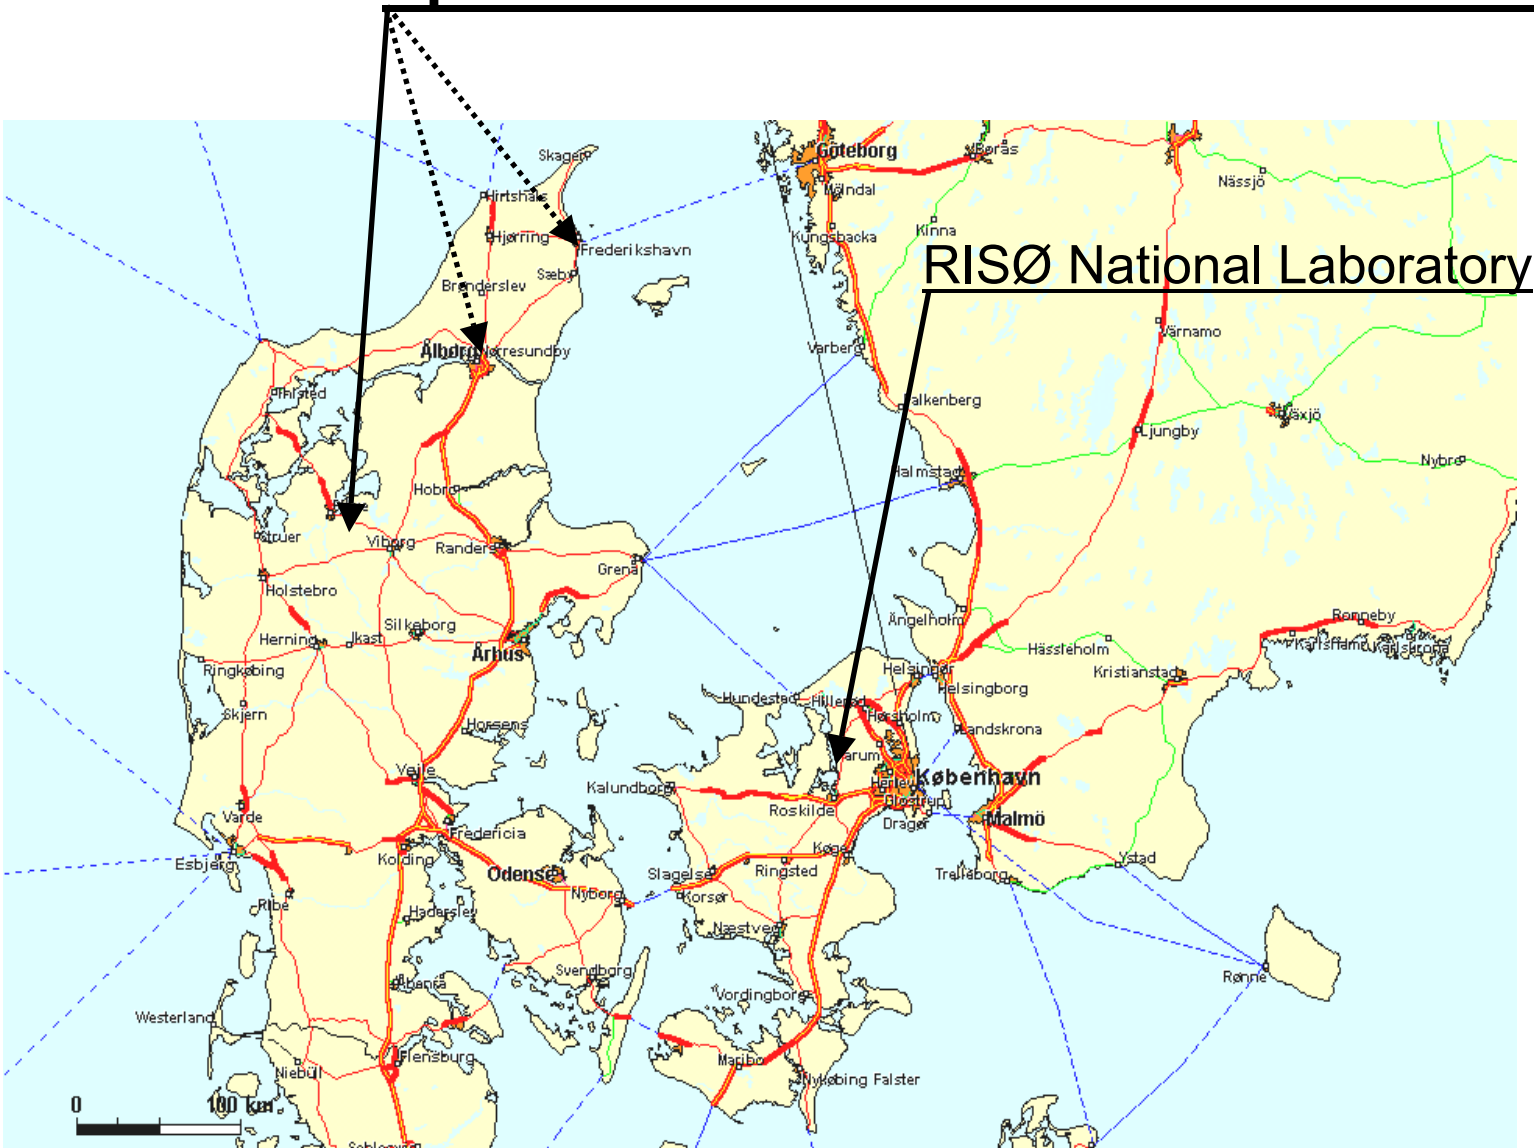 Skagen
Göteborg
Borås
Nässjö
Mölndal
Hirtshals
Kinna
Kungsbacka
Hjørring
Frederikshavn
RISØ National Laboratory
Sæby
Brønderslev
Värnamo
Varberg
Ålborg
Nørresundby
Falkenberg
Växjö
Ljungby
Nybro
Halmstad
Hobro
Struer
Viborg
Randers
Grenå
Holstebro
Ängelholm
Ronneby
Silkeborg
Herning
Ikast
Karlshamn
Karlskrona
Hässleholm
Århus
Ringkøbing
Helsingør
Kristianstad
Helsingborg
Hundested
Hillerød
Skjern
Hørsholm
Horsens
Landskrona
Vejle
Farum
København
Kalundborg
Herlev
Glostrup
Roskilde
Varde
Dragør
Malmö
Fredericia
Kolding
Køge
Esbjerg
Odense
Slagelse
Ringsted
Ystad
Trelleborg
Nyborg
Korsør
Ribe
Haderslev
Næstved
Svendborg
Rønne
Åbenrå
Vordingborg
Westerland
Flensburg
Maribo
Niebüll
Nykøbing Falster
0 100 km
Schleswig